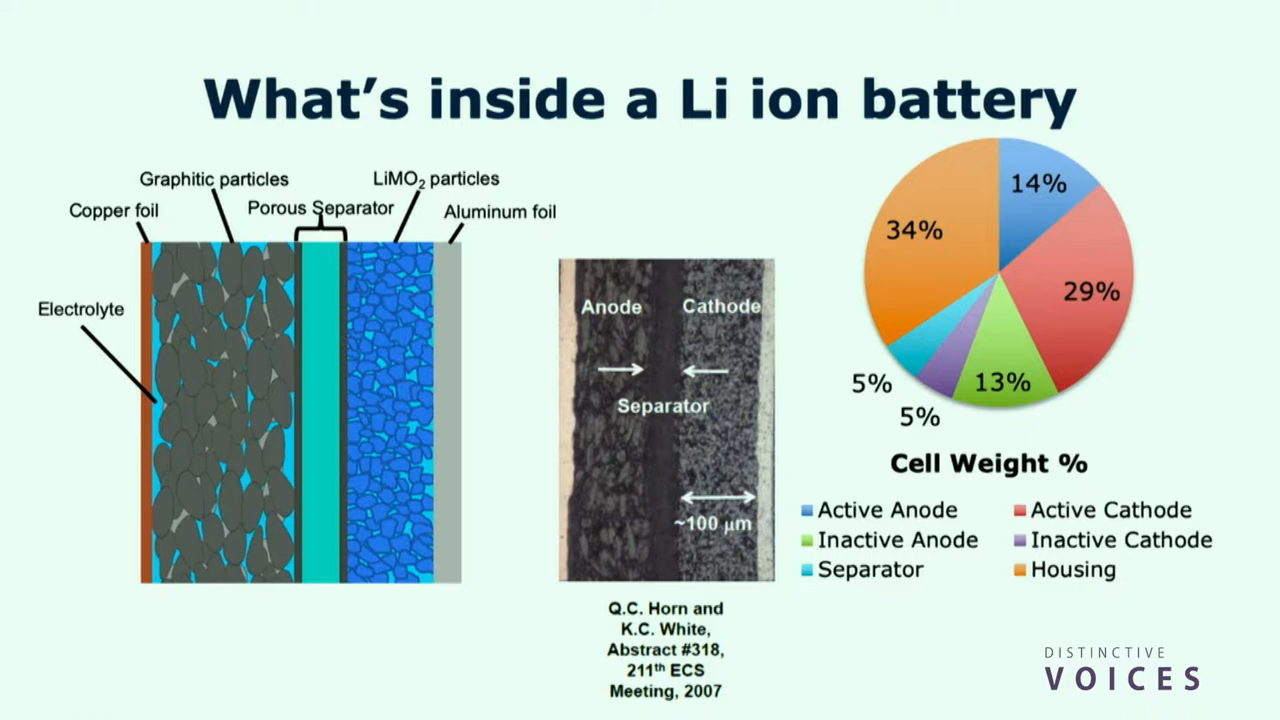 What's inside a Li ion battery
Graphitic particles
LiMO₂ particles
Copper foil
Porous Separator
Aluminum foil
Electrolyte
Anode
Cathode
Separator
~100 μm
Q.C. Horn and
K.C. White,
Abstract #318,
211th ECS
Meeting, 2007
14%
34%
29%
13%
5%
5%
Cell Weight %
Active Anode
Active Cathode
Inactive Anode
Inactive Cathode
Separator
Housing
DISTINCTIVE
VOICES